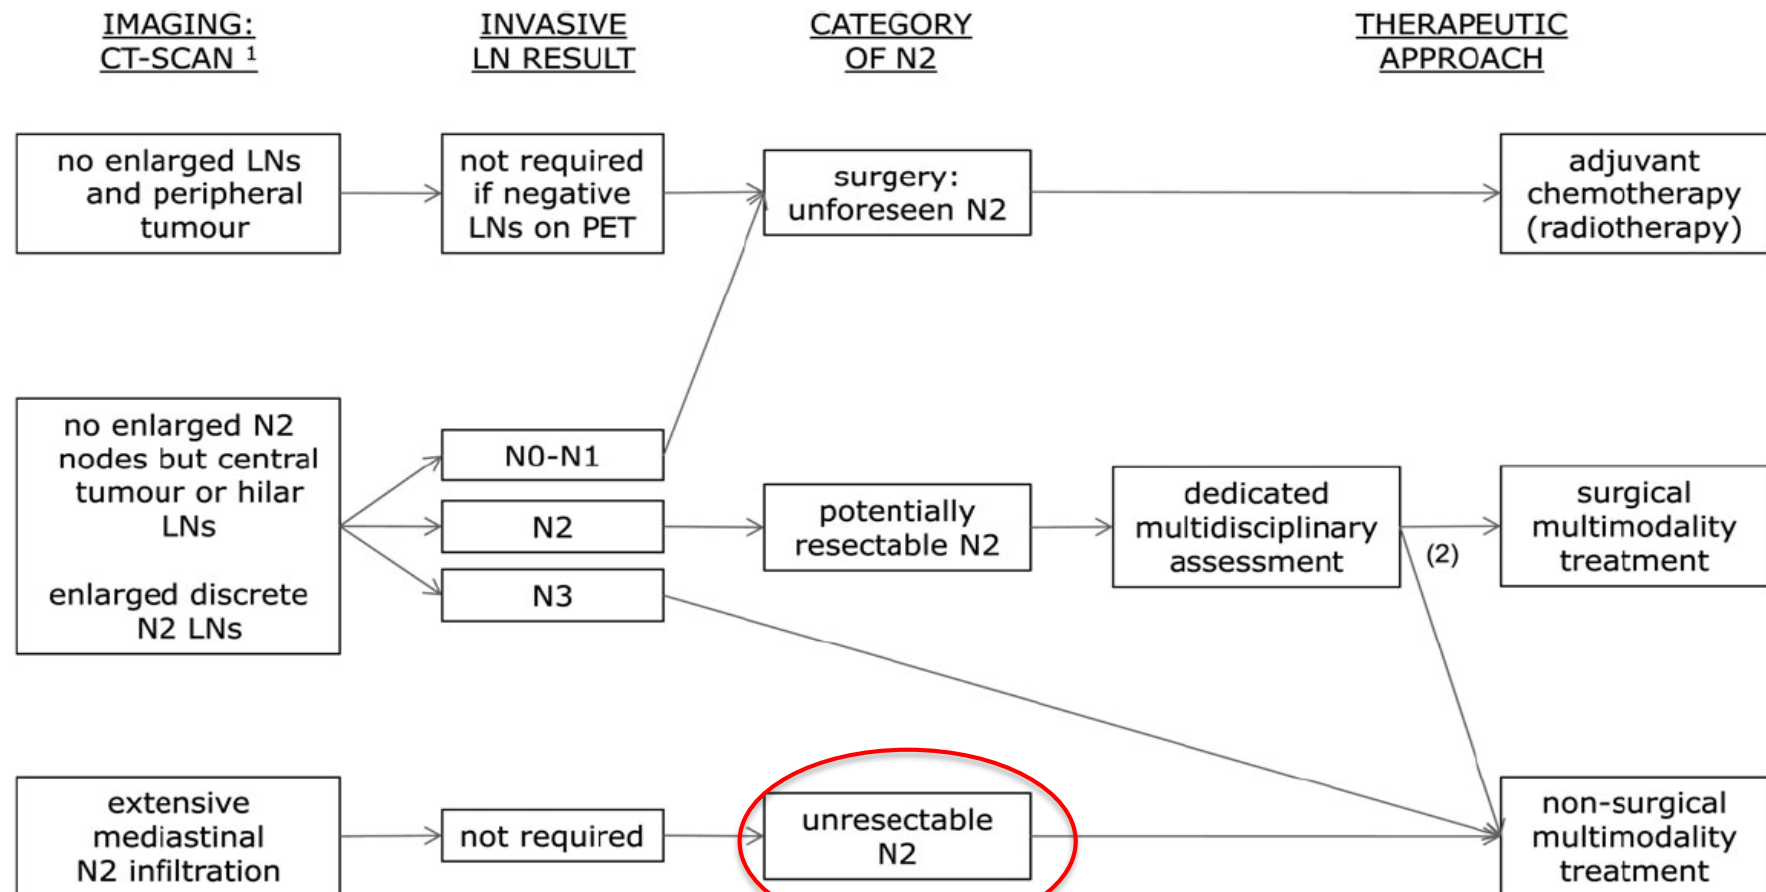 IMAGING:
CT-SCAN 1
INVASIVE
LN RESULT
CATEGORY
OF N2
THERAPEUTIC
APPROACH
no enlarged LNs
and peripheral
tumour
not required
if negative
LNs on PET
surgery:
unforeseen N2
adjuvant
chemotherapy
(radiotherapy)
no enlarged N2
nodes but central
tumour or hilar
LNs
enlarged discrete
N2 LNs
N0-N1
N2
N3
potentially
resectable N2
dedicated
multidisciplinary
assessment
(2)
surgical
multimodality
treatment
extensive
mediastinal
N2 infiltration
not required
unresectable
N2
non-surgical
multimodality
treatment